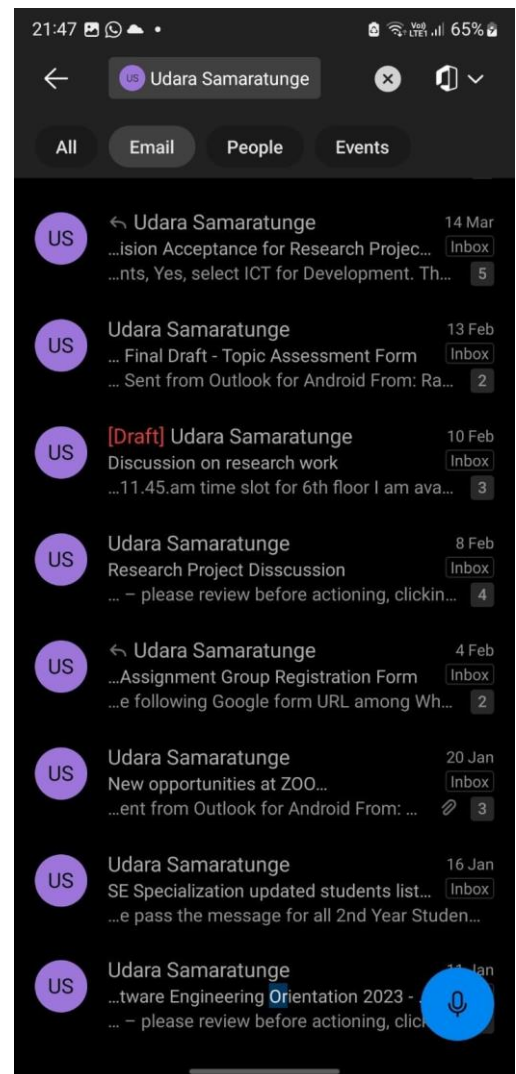 21:47
65%
US Udara Samaratunge
All Email People Events
US
Udara Samaratunge 14 Mar
...ision Acceptance for Research Projec... Inbox
...nts, Yes, select ICT for Development. Th... 5
US
Udara Samaratunge 13 Feb
... Final Draft - Topic Assessment Form Inbox
... Sent from Outlook for Android From: Ra... 2
US
[Draft] Udara Samaratunge 10 Feb
Discussion on research work Inbox
...11.45.am time slot for 6th floor I am ava... 3
US
Udara Samaratunge 8 Feb
Research Project Disscussion Inbox
... – please review before actioning, clickin... 4
US
Udara Samaratunge 4 Feb
...Assignment Group Registration Form Inbox
...e following Google form URL among Wh... 2
US
Udara Samaratunge 20 Jan
New opportunities at ZOO... Inbox
...ent from Outlook for Android From: ... 3
US
Udara Samaratunge 16 Jan
SE Specialization updated students list... Inbox
...e pass the message for all 2nd Year Studen...
US
Udara Samaratunge Jan
...tware Engineering Orientation 2023 -
... – please review before actioning,